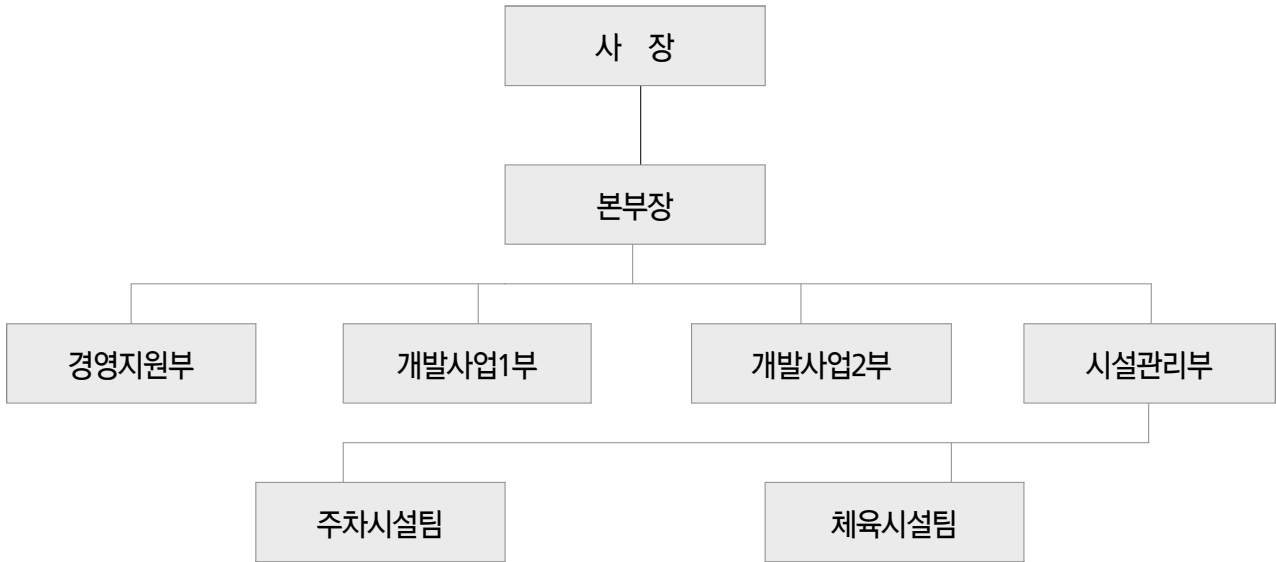 사 장
본부장
경영지원부
개발사업1부
개발사업2부
시설관리부
주차시설팀
체육시설팀